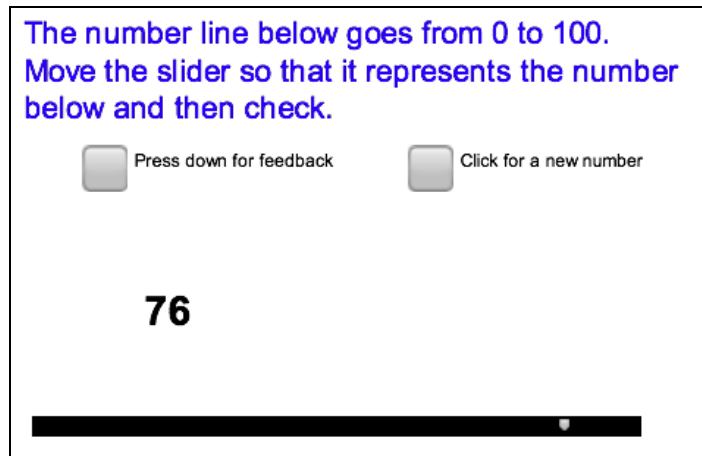 The number line below goes from 0 to 100.
Move the slider so that it represents the number
below and then check.
Press down for feedback
Click for a new number
76